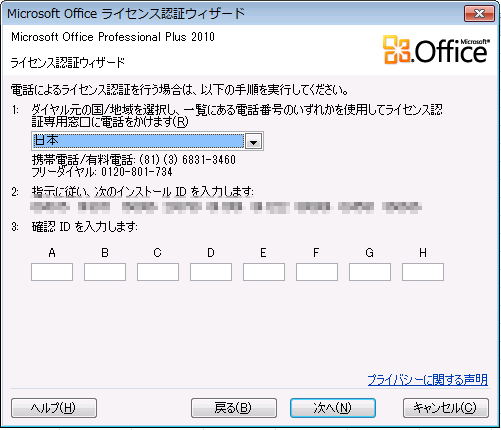 Microsoft Office ライセンス認証ウィザード
Microsoft Office Professional Plus 2010
ライセンス認証ウィザード
Microsoft®
Office
電話によるライセンス認証を行う場合は、以下の手順を実行してください。
1: ダイヤル元の国/地域を選択し、一覧にある電話番号のいずれかを使用してライセンス認
証専用窓口に電話をかけます(R)
日本
携帯電話/有料電話: (81) (3) 6831-3460
フリーダイヤル: 0120-801-734
2: 指示に従い、次のインストール ID を入力します:
3: 確認 ID を入力します:
A B C D E F G H
プライバシーに関する声明
ヘルプ(H) 戻る(B) 次へ(N) キャンセル(C)